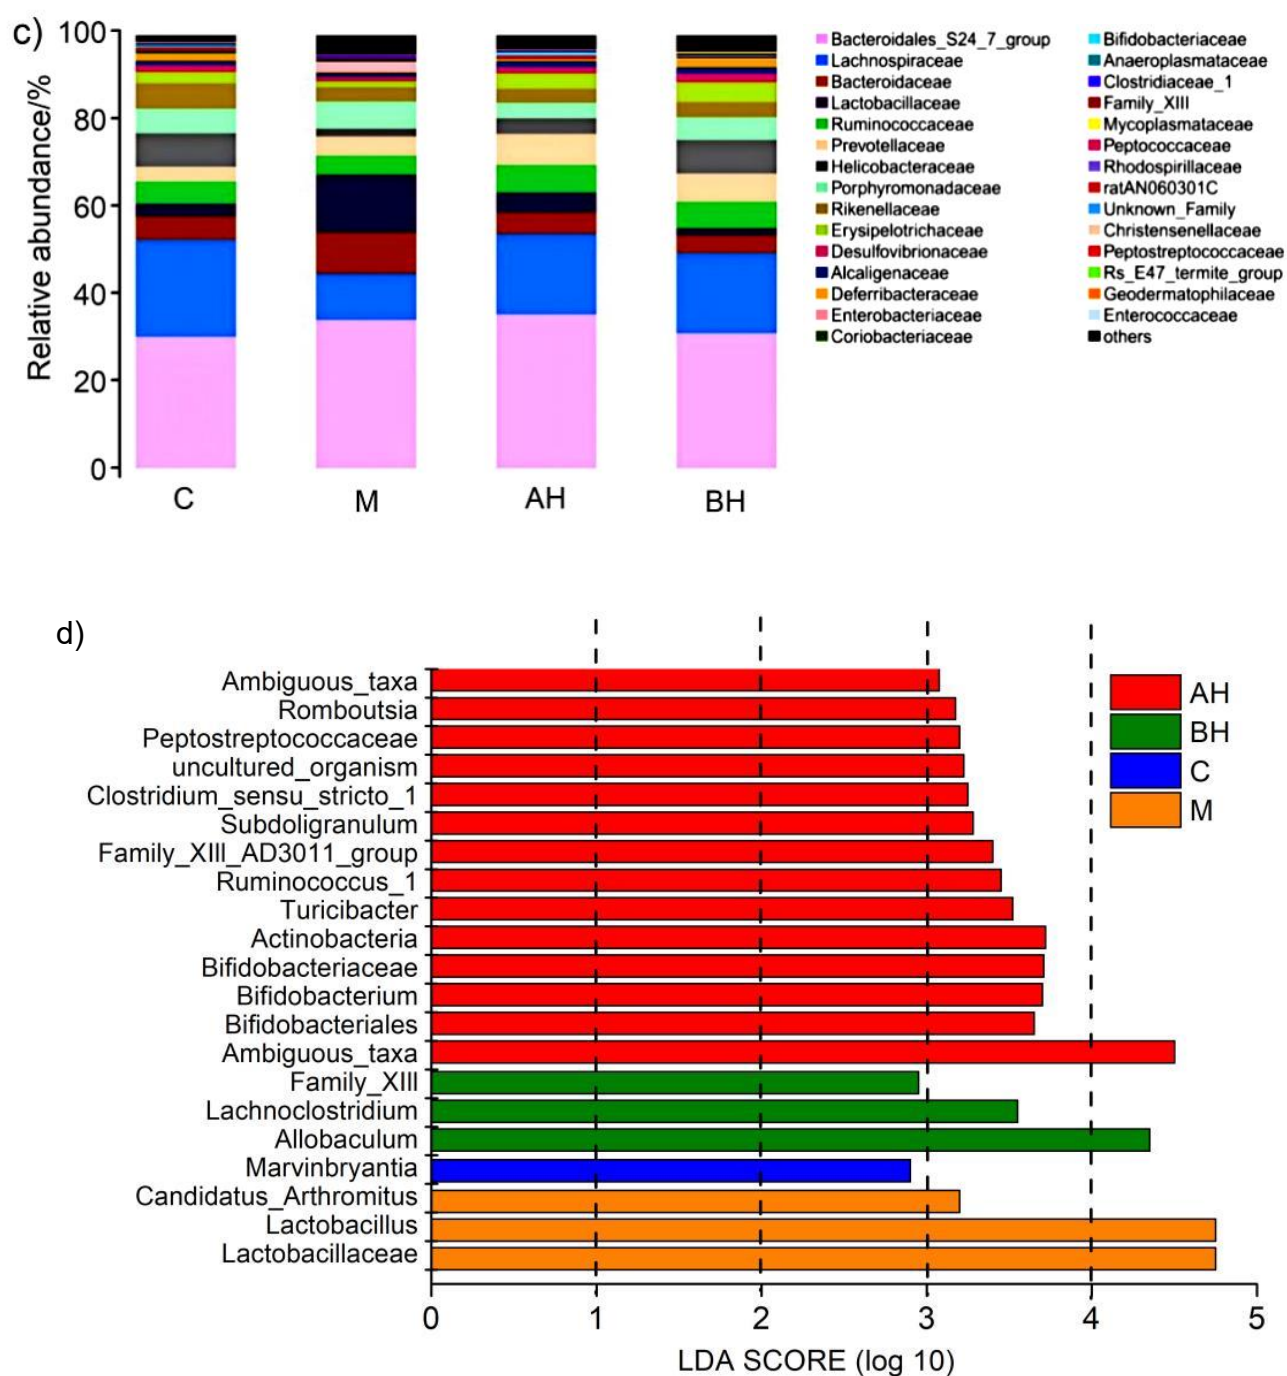 c)
Relative abundance/%
100
80
60
40
20
0
C M AH BH
Bacteroidales_S24_7_group
Lachnospiraceae
Bacteroidaceae
Lactobacillaceae
Ruminococcaceae
Prevotellaceae
Helicobacteraceae
Porphyromonadaceae
Rikenellaceae
Erysipelotrichaceae
Desulfovibrionaceae
Alcaligenaceae
Deferribacteraceae
Enterobacteriaceae
Coriobacteriaceae
Bifidobacteriaceae
Anaeroplasmataceae
Clostridiaceae_1
Family_XIII
Mycoplasmataceae
Peptococcaceae
Rhodospirillaceae
ratAN060301C
Unknown_Family
Christensenellaceae
Peptostreptococcaceae
Rs_E47_termite_group
Geodermatophilaceae
Enterococcaceae
others
d)
Ambiguous_taxa
Romboutsia
Peptostreptococcaceae
uncultured_organism
Clostridium_sensu_stricto_1
Subdoligranulum
Family_XIII_AD3011_group
Ruminococcus_1
Turicibacter
Actinobacteria
Bifidobacteriaceae
Bifidobacterium
Bifidobacteriales
Ambiguous_taxa
Family_XIII
Lachnoclostridium
Allobaculum
Marvinbryantia
Candidatus_Arthromitus
Lactobacillus
Lactobacillaceae
AH
BH
C
M
0 1 2 3 4 5
LDA SCORE (log 10)